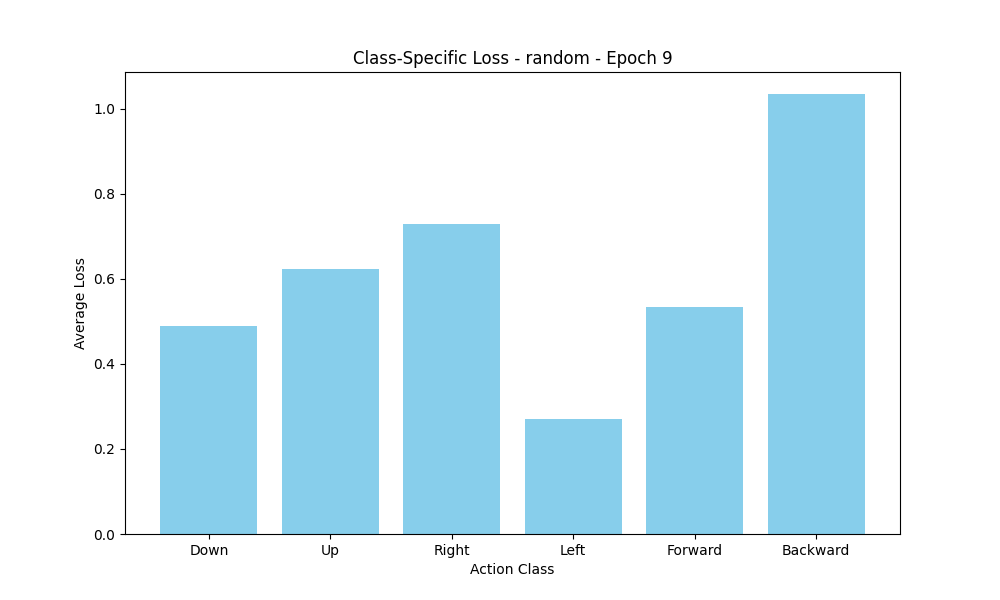 Class-Specific Loss - random - Epoch 9
1.0
0.8
0.6
0.4
0.2
0.0
Average Loss
Down Up Right Left Forward Backward
Action Class